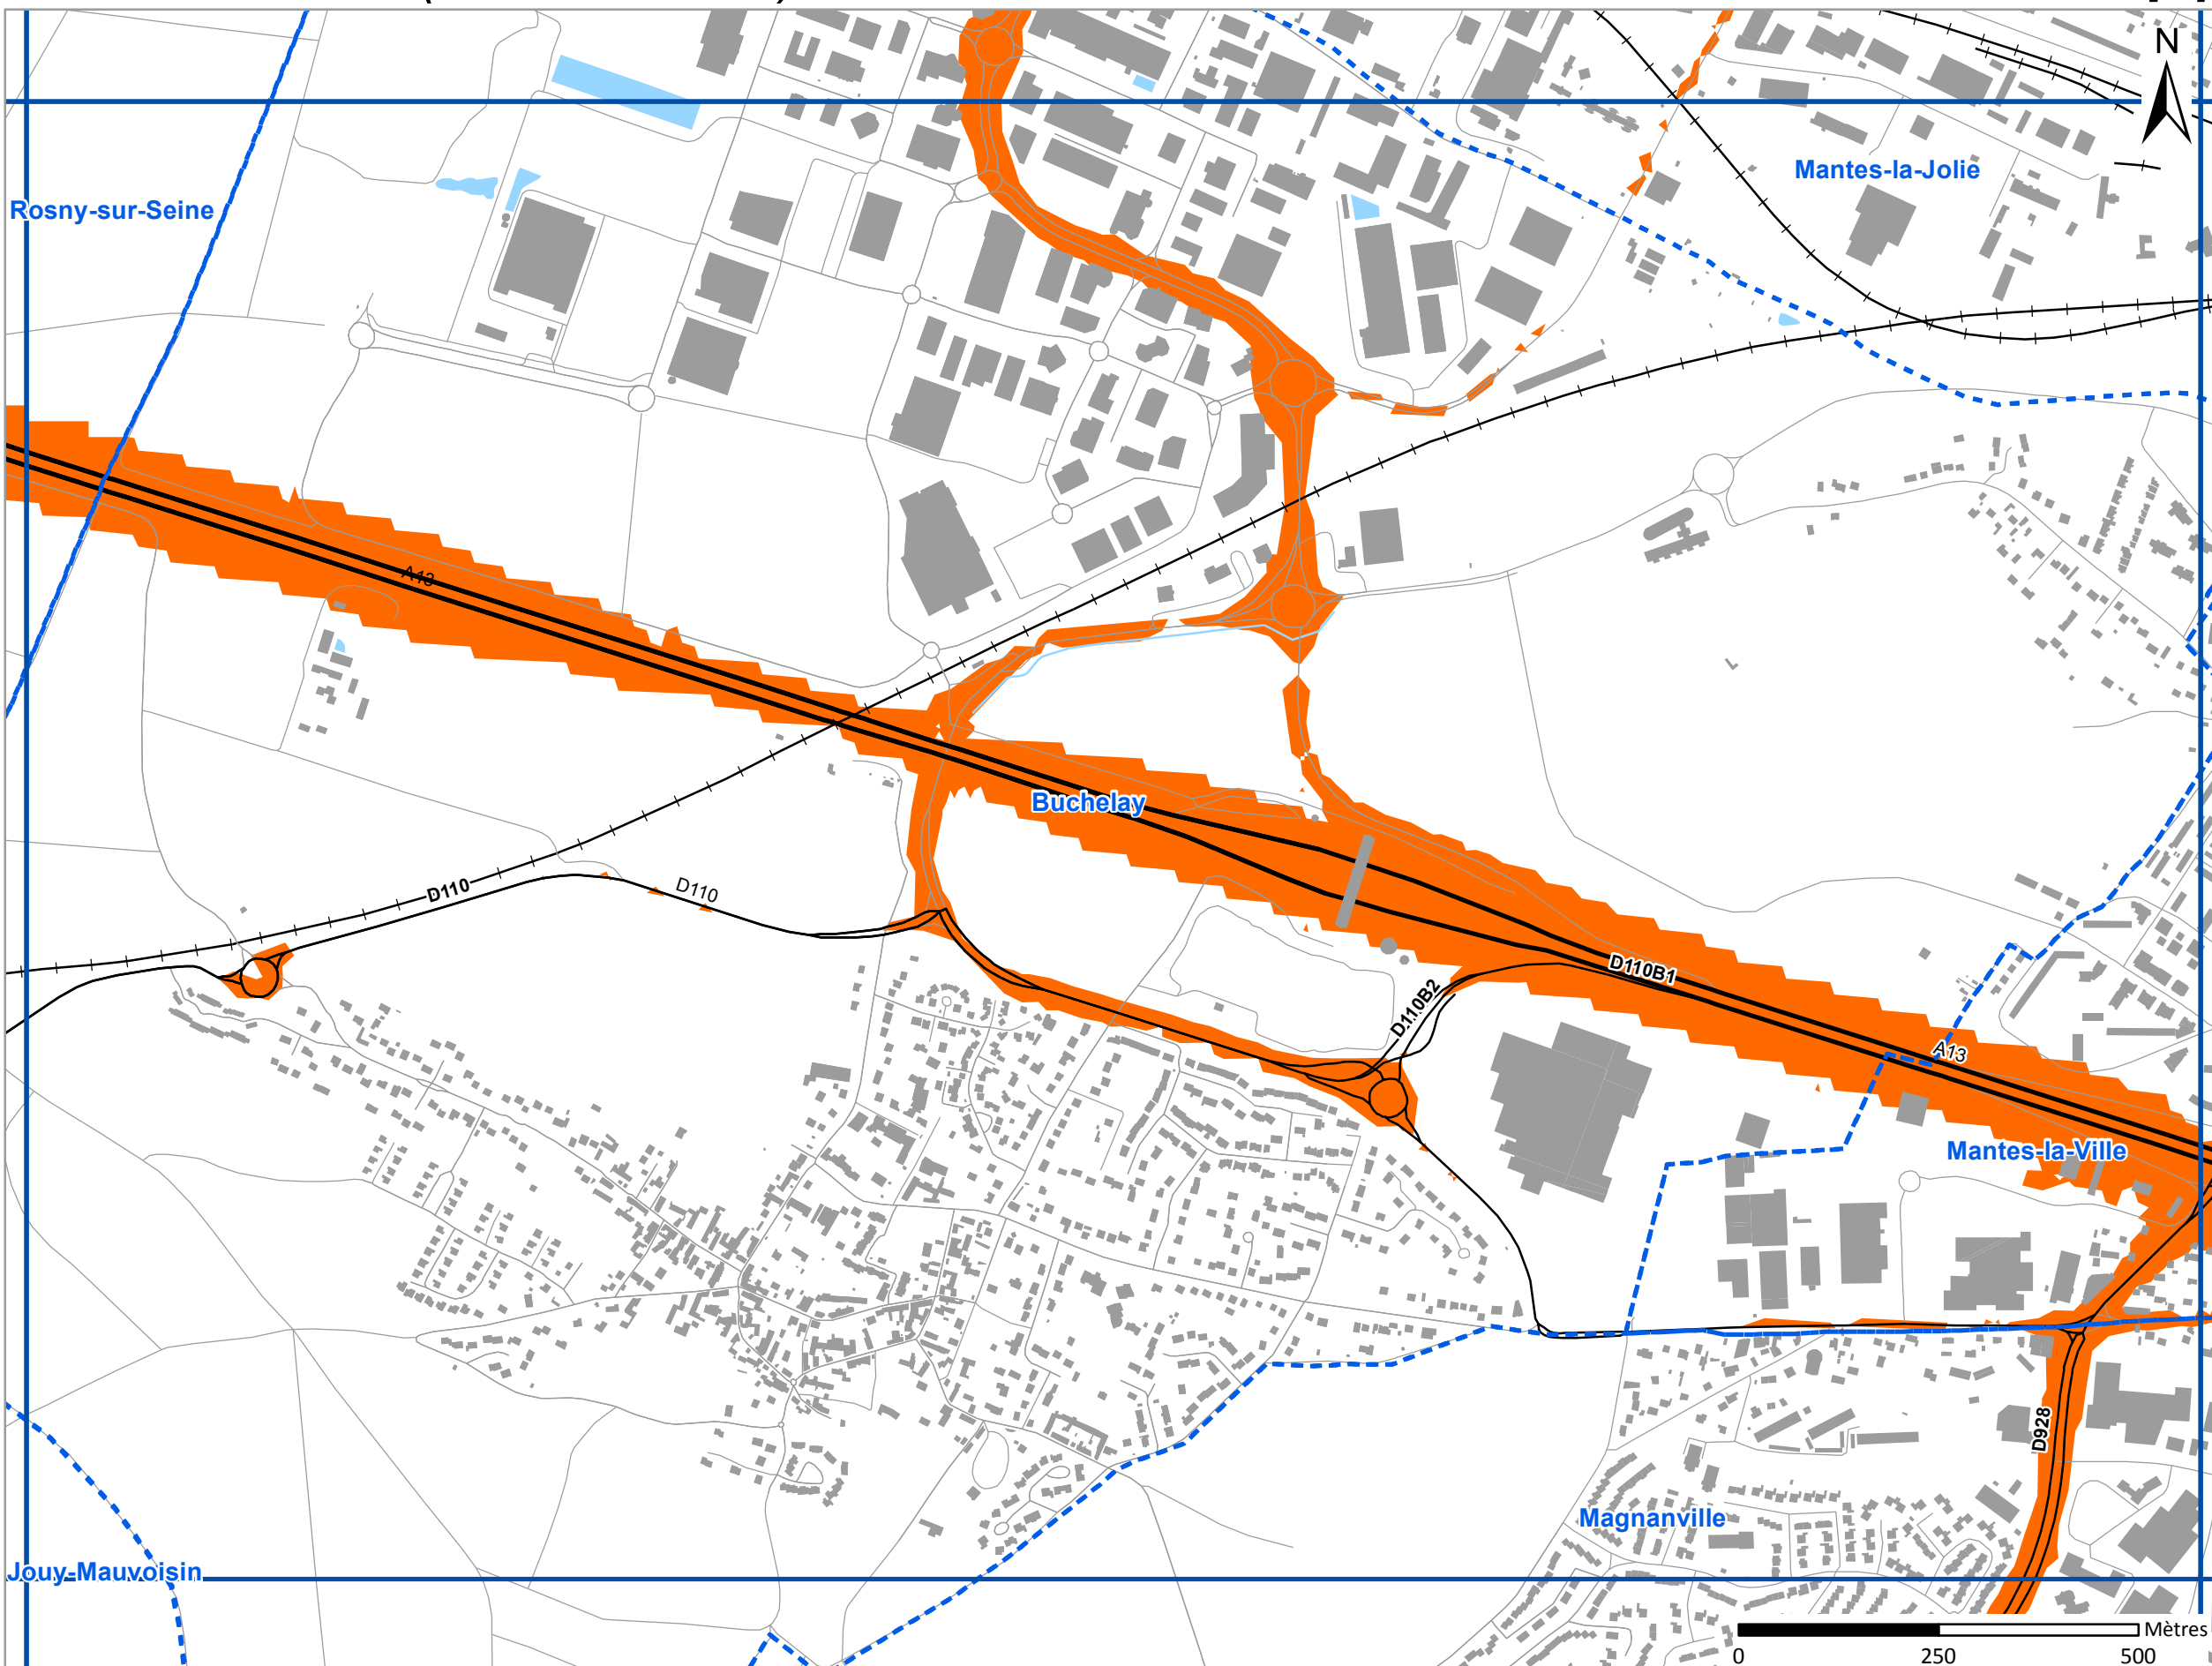 N
Mantes-la-Jolie
Rosny-sur-Seine
A13
Buchelay
D110
D110
D110B1
D110B2
A13
Mantes-la-Ville
D928
Magnanville
Jouy-Mauvoisin
Mètres
0 250 500